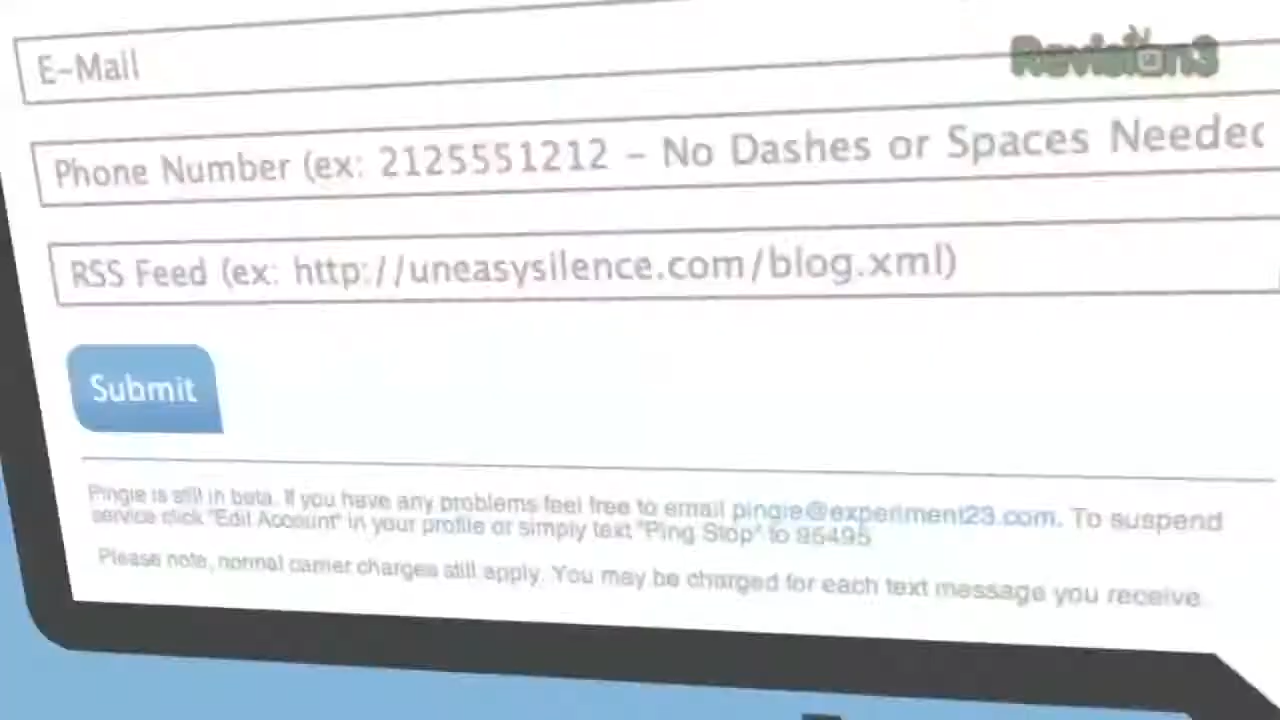 Revision3
E-Mail
Phone Number (ex: 2125551212 - No Dashes or Spaces Needed
RSS Feed (ex: http://uneasysilence.com/blog.xml)
Submit
Pingie is still in beta. If you have any problems feel free to email pingie@experiment23.com. To suspend
service click "Edit Account" in your profile or simply text "Ping Stop" to 95495
Please note, normal carrier charges still apply. You may be charged for each text message you receive.